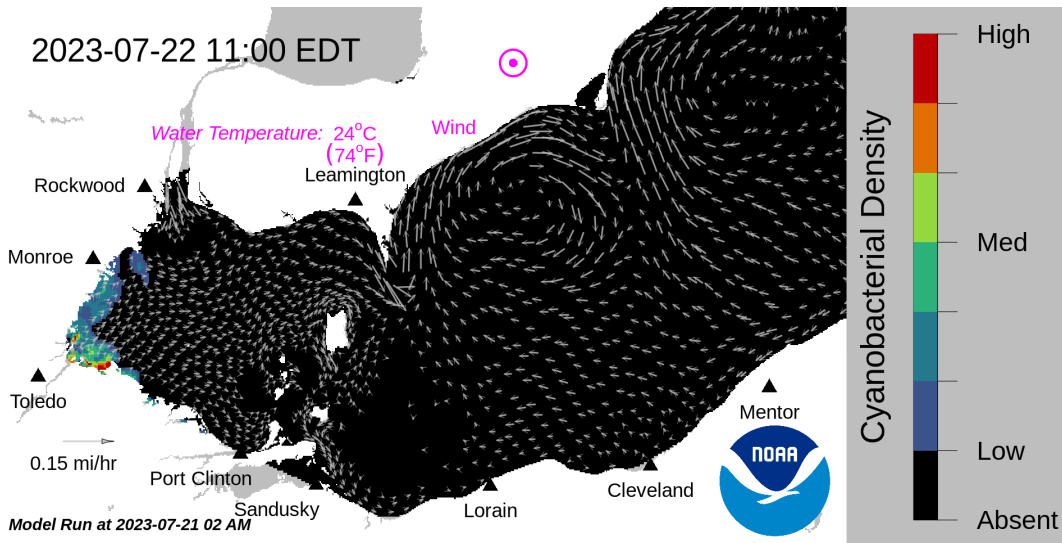 2023-07-22 11:00 EDT
High
Cyanobacterial Density
Wind
Water Temperature: 24°C
(74°F)
Leamington
Rockwood
Med
Monroe
Toledo
Mentor
NOAA
0.15 mi/hr
Low
Port Clinton
Cleveland
Sandusky
Lorain
Model Run at 2023-07-21 02 AM
Absent